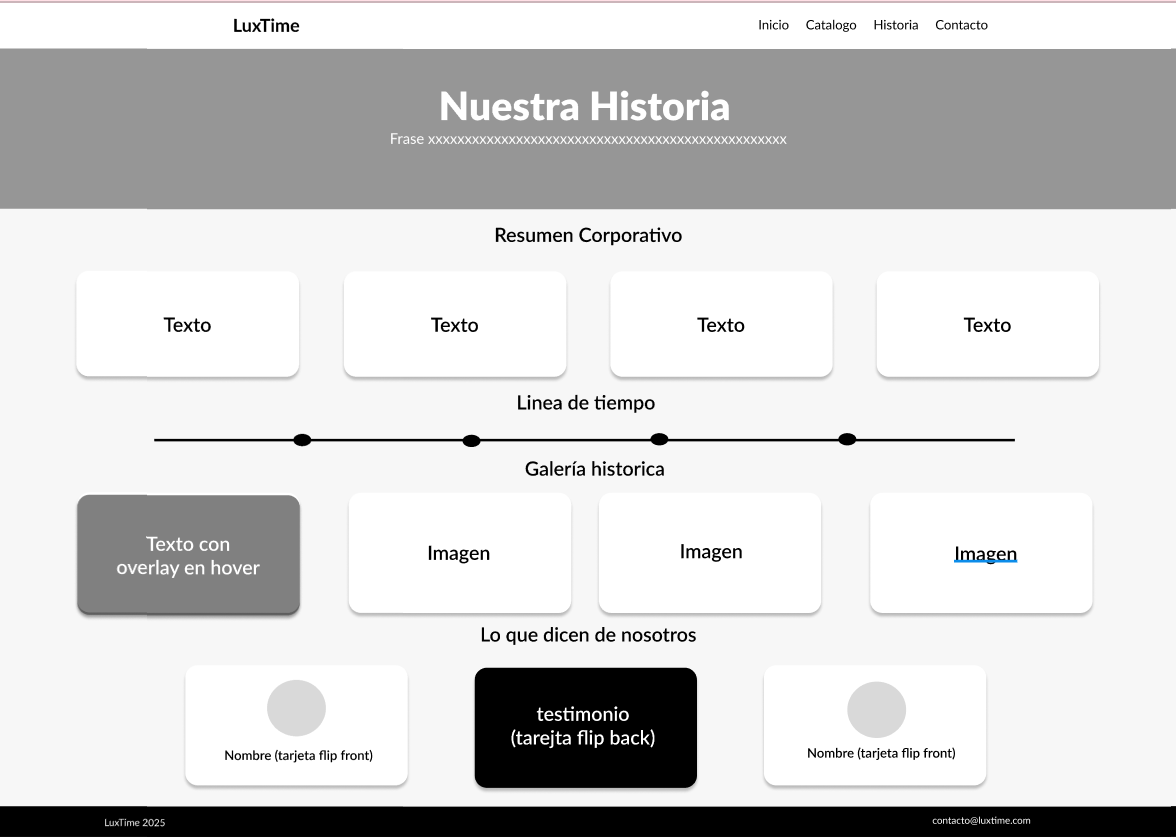 LuxTime
Inicio Catalogo Historia Contacto
Nuestra Historia
Frase xxxxxxxxxxxxxxxxxxxxxxxxxxxxxxxxxxxxxxxxxxxxxxxxx
Resumen Corporativo
Texto
Texto
Texto
Texto
Linea de tiempo
Galería historica
Texto con
overlay en hover
Imagen
Imagen
Imagen
Lo que dicen de nosotros
Nombre (tarjeta flip front)
testimonio
(tarejta flip back)
Nombre (tarjeta flip front)
LuxTime 2025
contacto@luxtime.com